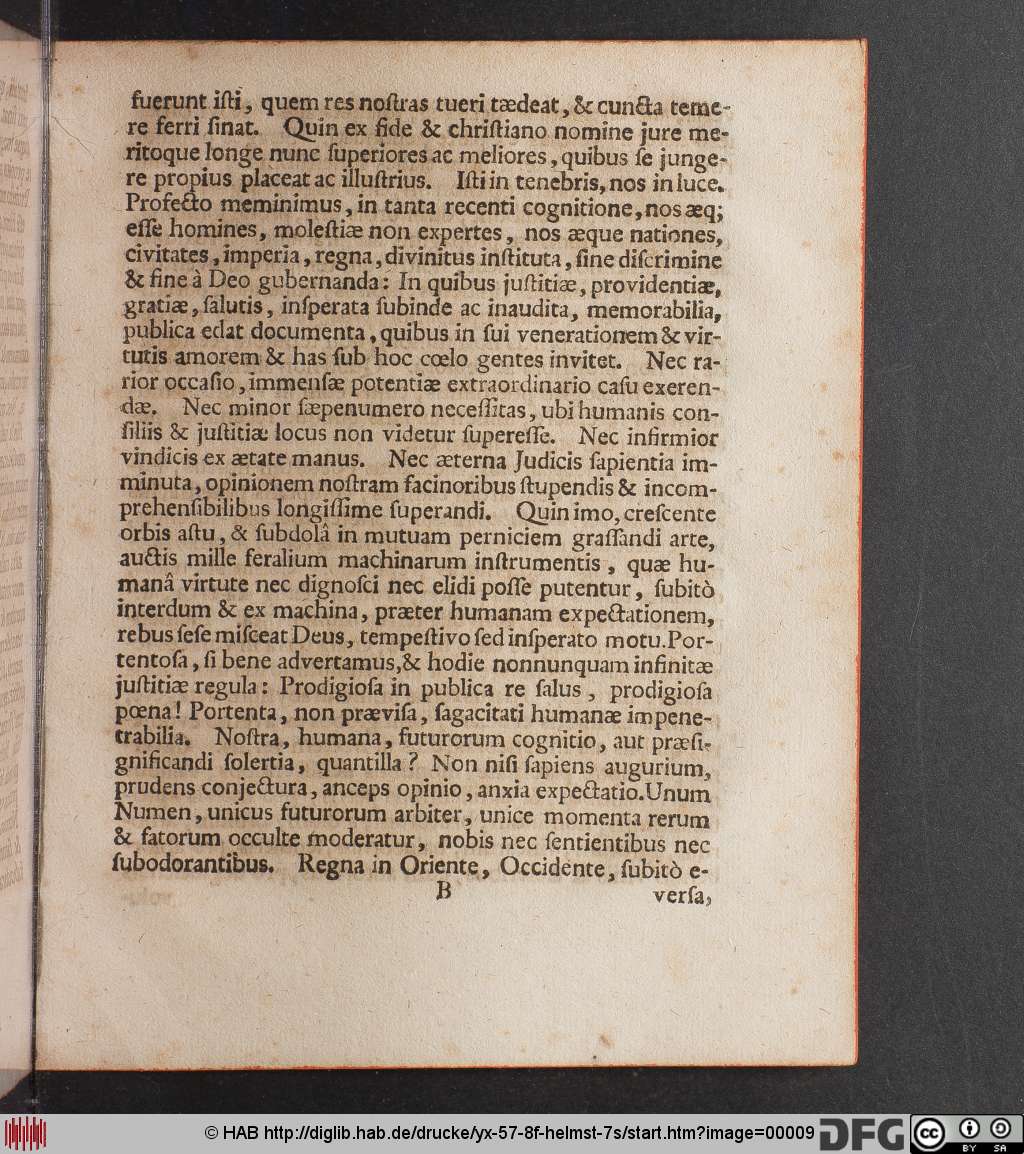 fuerunt iſti, quem res noſtras tueri tædeat, & cuncta teme-
re ferri ſinat. Quin ex fide & chriſtiano nomine jure me-
ritoque longe nunc ſuperiores ac meliores, quibus ſe junge-
re propius placeat ac illuſtrius. Iſti in tenebris, nos in luce.
Profecto meminimus, in tanta recenti cognitione, nos æq;
eſſe homines, moleſtiæ non expertes, nos æque nationes,
civitates, imperia, regna, divinitus inſtituta, ſine diſcrimine
& fine à Deo gubernanda: In quibus juſtitiæ, providentiæ,
gratiæ, ſalutis, inſperata ſubinde ac inaudita, memorabilia,
publica edat documenta, quibus in ſui venerationem & vir-
tutis amorem & has ſub hoc cœlo gentes invitet. Nec ra-
rior occaſio, immenſæ potentiæ extraordinario caſu exeren-
dæ. Nec minor ſæpenumero neceſſitas, ubi humanis con-
ſiliis & juſtitiæ locus non videtur ſupereſſe. Nec infirmior
vindicis ex ætate manus. Nec æterna Judicis ſapientia im-
minuta, opinionem noſtram facinoribus ſtupendis & incom-
prehenſibilibus longiſſime ſuperandi. Quin imo, creſcente
orbis aſtu, & ſubdolâ in mutuam perniciem graſſandi arte,
auctis mille feralium machinarum inſtrumentis, quæ hu-
manâ virtute nec dignoſci nec elidi poſſe putentur, ſubitò
interdum & ex machina, præter humanam expectationem,
rebus ſeſe miſceat Deus, tempeſtivo ſed inſperato motu. Por-
tentoſa, ſi bene advertamus, & hodie nonnunquam infinitæ
juſtitiæ regula: Prodigioſa in publica re ſalus, prodigioſa
pœna! Portenta, non præviſa, ſagacitati humanæ impene-
trabilia. Noſtra, humana, futurorum cognitio, aut præſi-
gnificandi ſolertia, quantilla? Non niſi ſapiens augurium,
prudens conjectura, anceps opinio, anxia expectatio. Unum
Numen, unicus futurorum arbiter, unice momenta rerum
& fatorum occulte moderatur, nobis nec ſentientibus nec
ſubodorantibus. Regna in Oriente, Occidente, ſubitò e-
B verſa,
© HAB http://diglib.hab.de/drucke/yx-57-8f-helmst-7s/start.htm?image=00009
DFG
cc BY SA